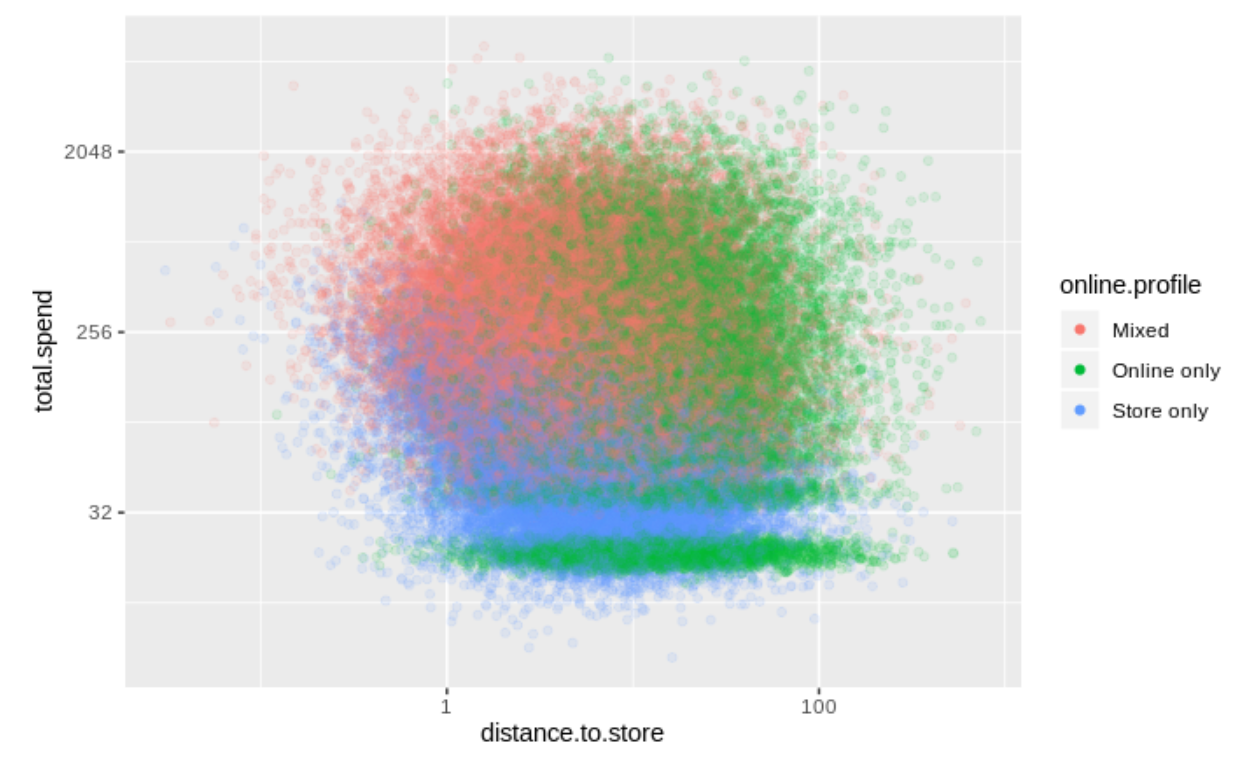 total.spend
2048
256
32
1
100
distance.to.store
online.profile
Mixed
Online only
Store only